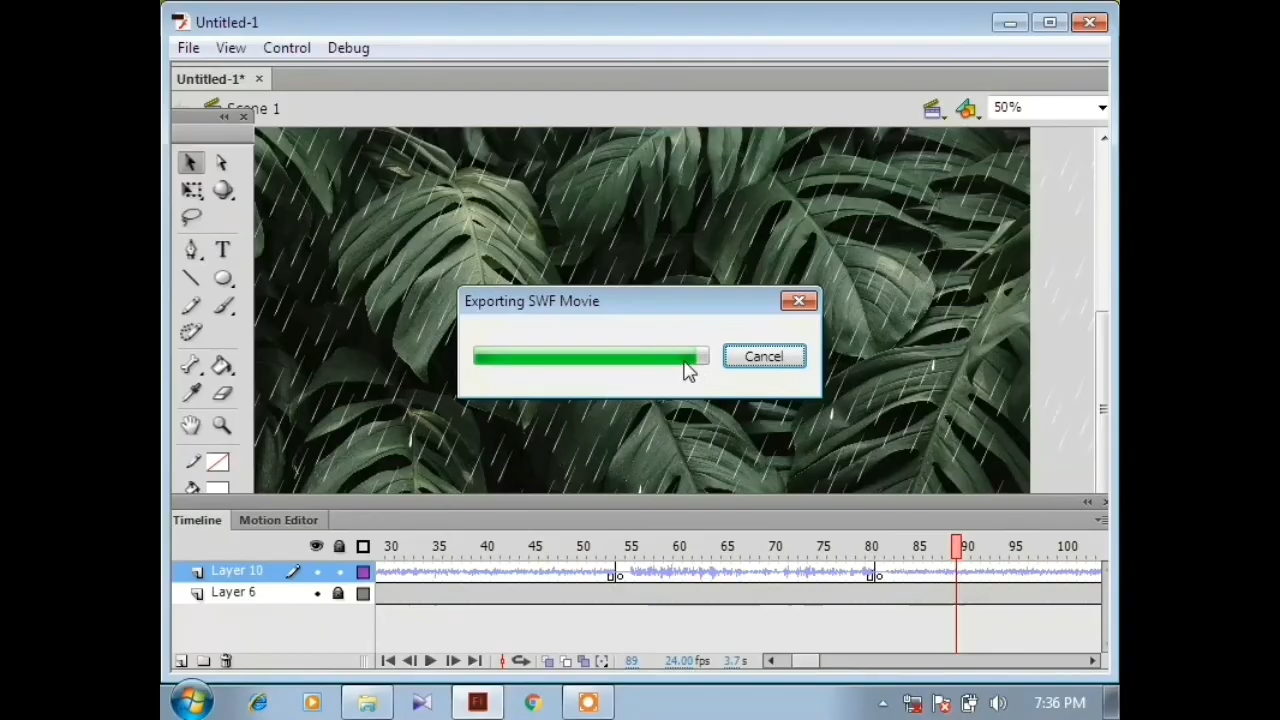 Untitled-1
File View Control Debug
Untitled-1*
Scene 1
50%
T
Exporting SWF Movie
Cancel
Timeline Motion Editor
30 35 40 45 50 55 60 65 70 75 80 85 90 95 100
Layer 10
Layer 6
89 24.00 fps 3.7 s
Fl
7:36 PM